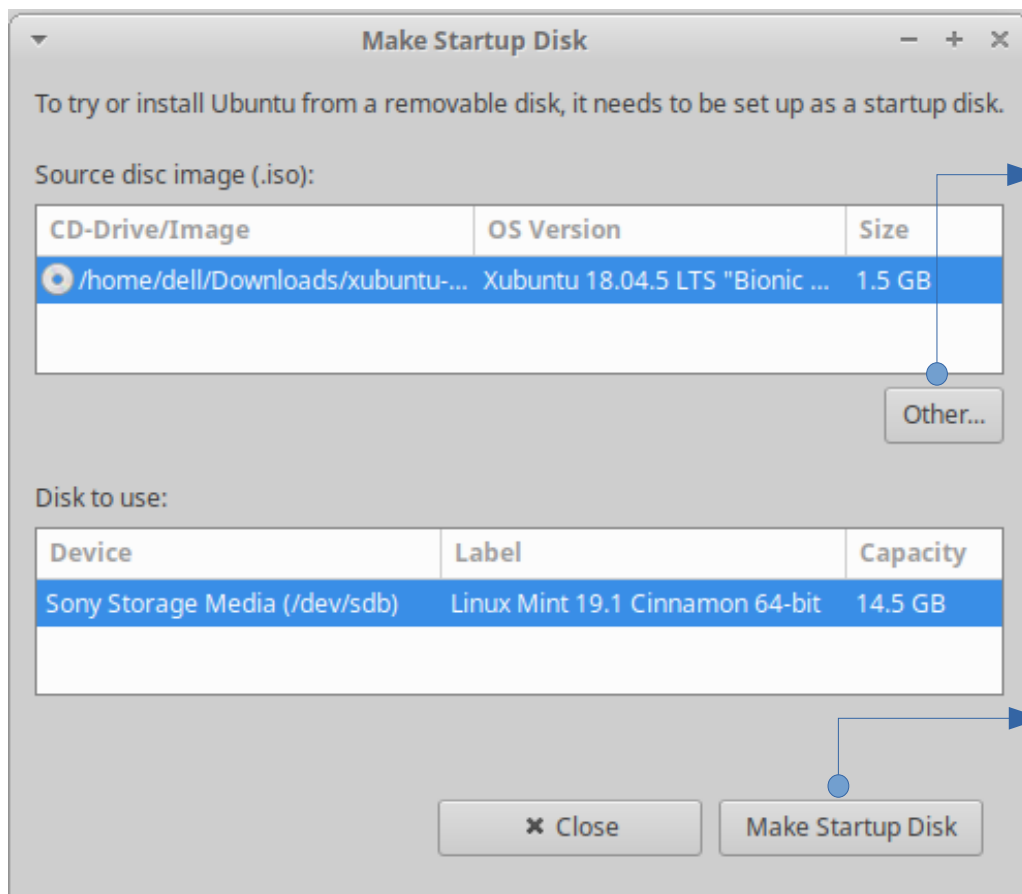 Make Startup Disk
To try or install Ubuntu from a removable disk, it needs to be set up as a startup disk.
Source disc image (.iso):
CD-Drive/Image OS Version Size
/home/dell/Downloads/xubuntu-... Xubuntu 18.04.5 LTS "Bionic ... 1.5 GB
Other...
Disk to use:
Device Label Capacity
Sony Storage Media (/dev/sdb) Linux Mint 19.1 Cinnamon 64-bit 14.5 GB
Close Make Startup Disk